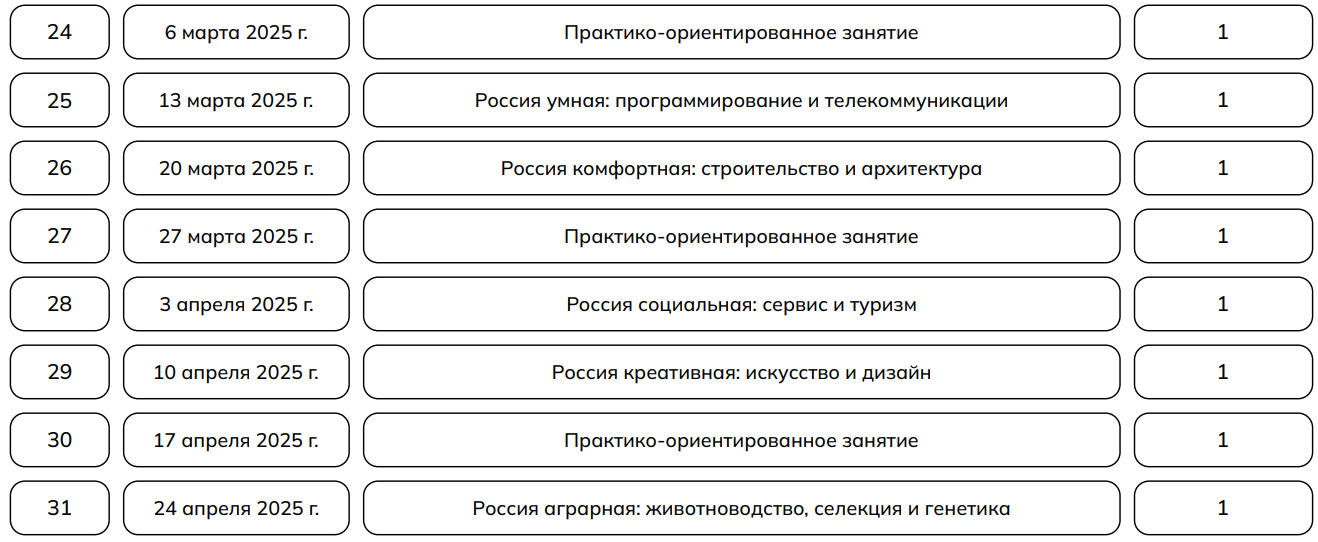 24 6 марта 2025 г. Практико-ориентированное занятие 1
25 13 марта 2025 г. Россия умная: программирование и телекоммуникации 1
26 20 марта 2025 г. Россия комфортная: строительство и архитектура 1
27 27 марта 2025 г. Практико-ориентированное занятие 1
28 3 апреля 2025 г. Россия социальная: сервис и туризм 1
29 10 апреля 2025 г. Россия креативная: искусство и дизайн 1
30 17 апреля 2025 г. Практико-ориентированное занятие 1
31 24 апреля 2025 г. Россия аграрная: животноводство, селекция и генетика 1